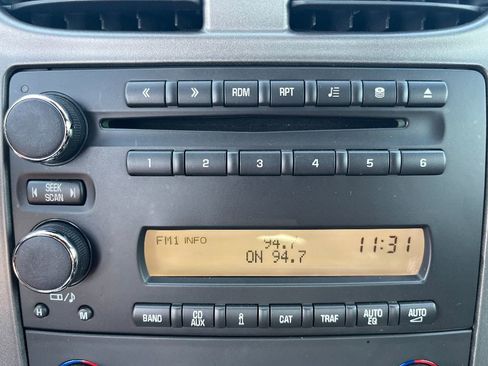 RDM RPT
1 2 3 4 5 6
SEEK
SCAN
FM1 INFO 94.7 11:31
ON 94.7
H M
BAND CD AUX i CAT TRAF AUTO EQ AUTO